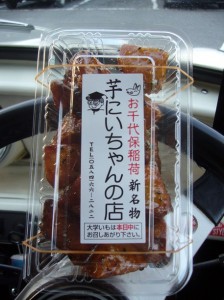 お千代保稲荷
新名物
芋にいちゃんの店
大学いもは本日中に
お召しあがり下さい。